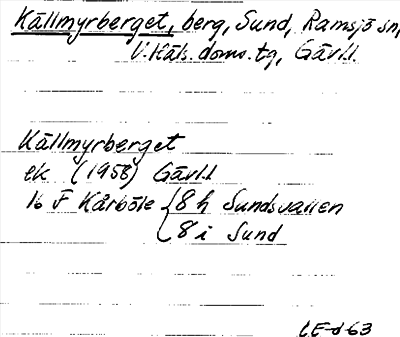 Källmyrberget, berg, Sund, Ramsjö sn,
V. Häls. doms. tg, Gävl.l.
Källmyrberget
ek (1958) Gävl.l
16 F Kårböle { 8 h Sundsvallen
8 i Sund
LE-d 63